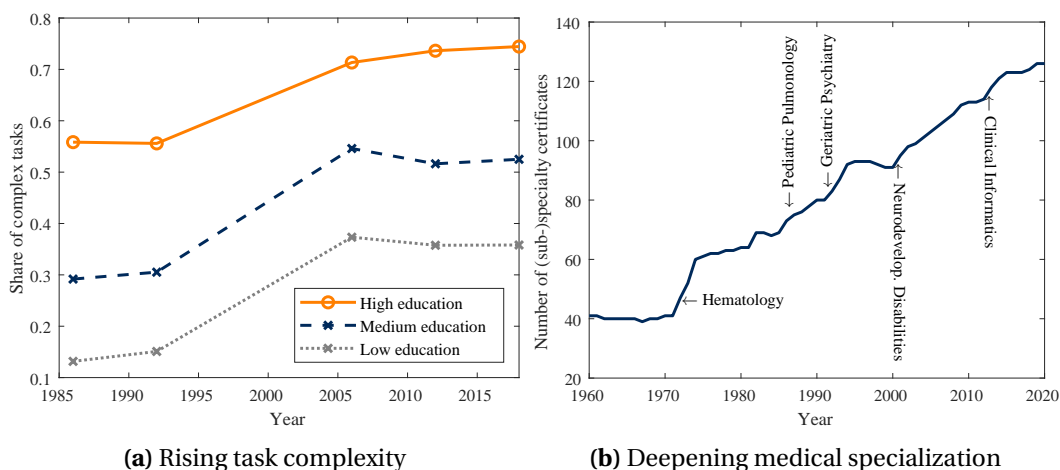 Share of complex tasks
0.8
0.7
0.6
0.5
0.4
0.3
0.2
0.1
High education
Medium education
Low education
1985 1990 1995 2000 2005 2010 2015
Year
(a) Rising task complexity
Number of (sub-)specialty certificates
140
120
100
80
60
40
20
← Hematology
← Pediatric Pulmonology
← Geriatric Psychiatry
← Neurodevelop. Disabilities
← Clinical Informatics
1960 1970 1980 1990 2000 2010 2020
Year
(b) Deepening medical specialization